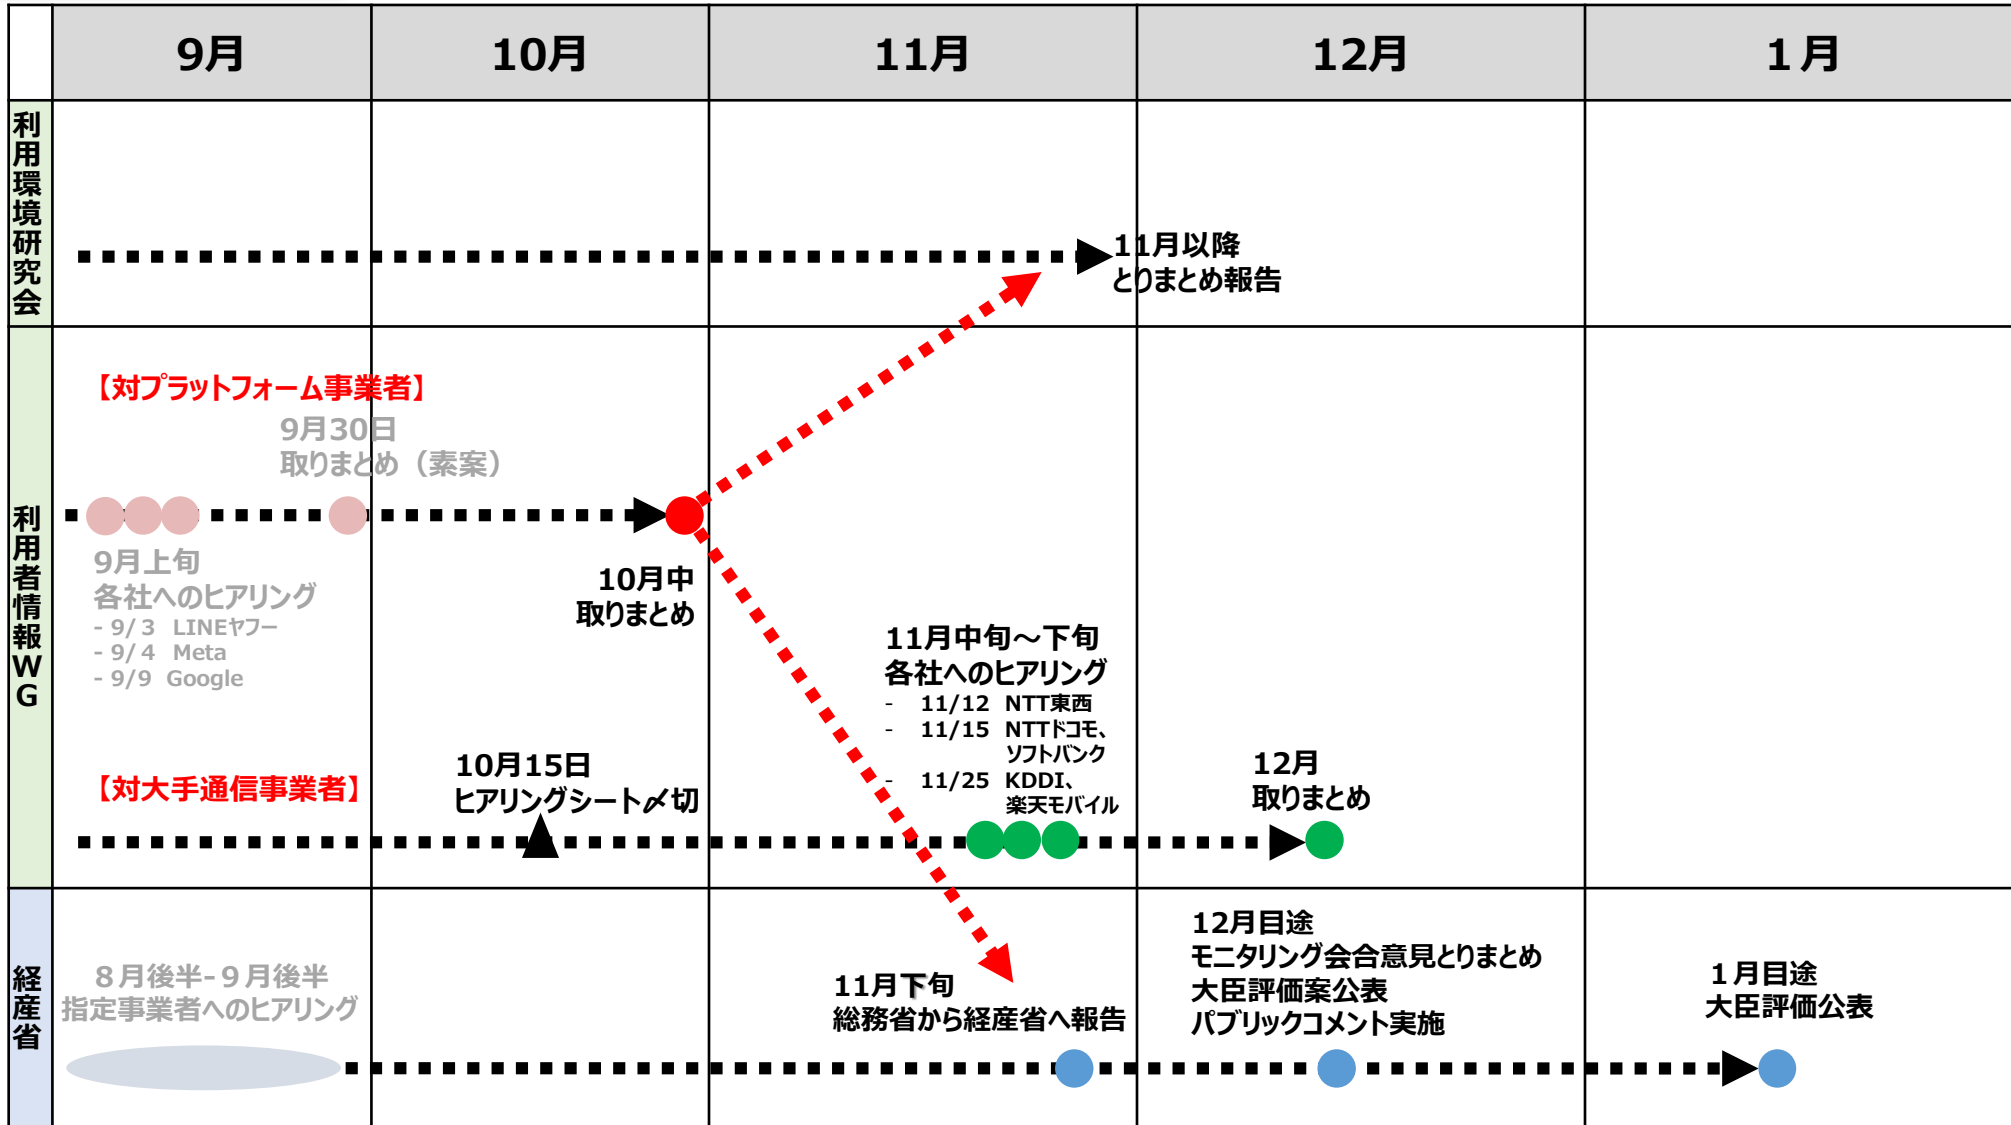 9月
10月
11月
12月
1月
利用環境研究会
11月以降
とりまとめ報告
利用者情報WG
【対プラットフォーム事業者】
9月30日
取りまとめ（素案）
9月上旬
各社へのヒアリング
- 9/3 LINEヤフー
- 9/4 Meta
- 9/9 Google
10月中
取りまとめ
11月中旬～下旬
各社へのヒアリング
- 11/12 NTT東西
- 11/15 NTTドコモ、
ソフトバンク
- 11/25 KDDI、
楽天モバイル
【対大手通信事業者】
10月15日
ヒアリングシート〆切
12月
取りまとめ
経産省
８月後半-９月後半
指定事業者へのヒアリング
11月下旬
総務省から経産省へ報告
12月目途
モニタリング会合意見とりまとめ
大臣評価案公表
パブリックコメント実施
１月目途
大臣評価公表